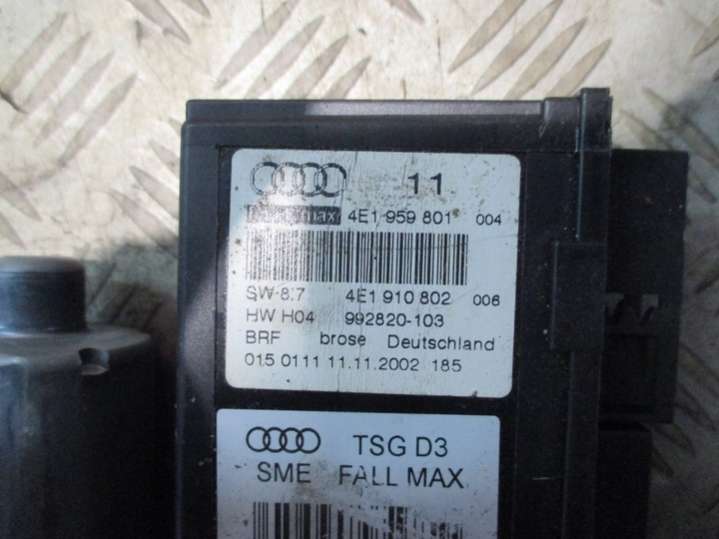 11
max 4E1 959 801 004
SW-8.7 4E1 910 802 006
HW H04 992820-103
BRF brose Deutschland
015 0111 11.11.2002 185
TSG D3
SME FALL MAX